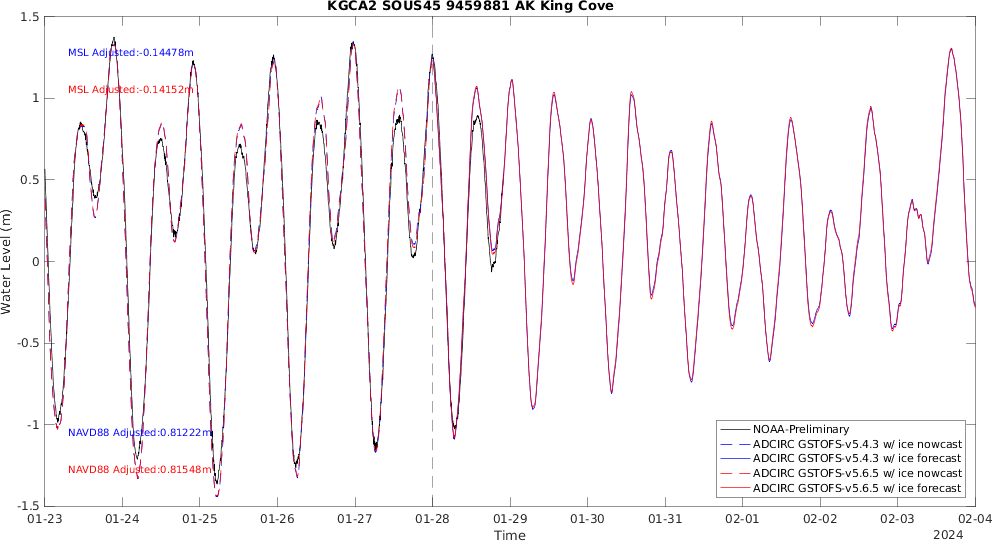 KGCA2 SOUS45 9459881 AK King Cove
1.5
1
0.5
0
-0.5
-1
-1.5
Water Level (m)
MSL Adjusted:-0.14478m
MSL Adjusted:-0.14152m
NAVD88 Adjusted:0.81222m
NAVD88 Adjusted:0.81548m
NOAA-Preliminary
ADCIRC GSTOFS-v5.4.3 w/ ice nowcast
ADCIRC GSTOFS-v5.4.3 w/ ice forecast
ADCIRC GSTOFS-v5.6.5 w/ ice nowcast
ADCIRC GSTOFS-v5.6.5 w/ ice forecast
01-23 01-24 01-25 01-26 01-27 01-28 01-29 01-30 01-31 02-01 02-02 02-03 02-04
Time
2024